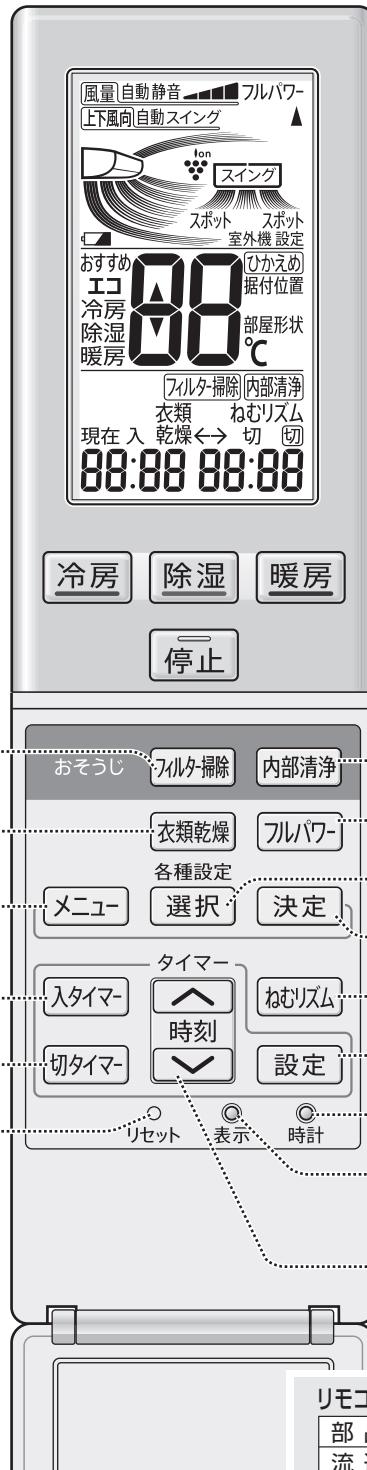 風量 自動 静音 フルパワー
上下風向 自動 スイング
ion
スイング
スポット スポット
室外機 設定
おすすめ ひかえめ
エコ 据付位置
冷房
除湿 部屋形状
暖房 ℃
88
フィルター掃除 内部清浄
衣類 ねむリズム
現在 入 乾燥 ←→ 切 切
88:88 88:88
冷房 除湿 暖房
停止
おそうじ フィルター掃除 内部清浄
衣類乾燥 フルパワー
各種設定
メニュー 選択 決定
タイマー
入タイマー ねむリズム
時刻
切タイマー 設定
リセット 表示 時計
リモコ
部
流